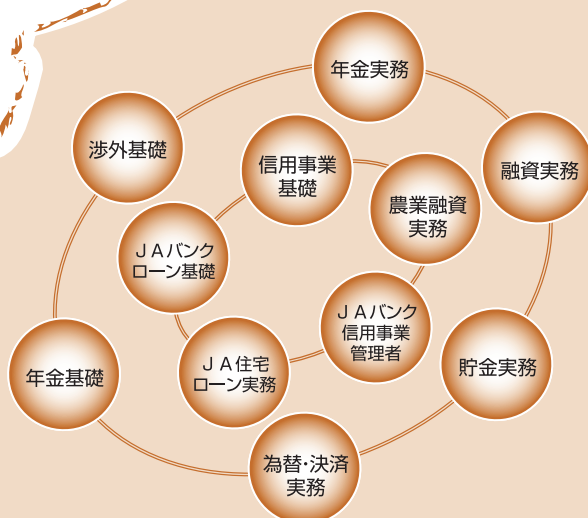 年金実務
渉外基礎
信用事業
基礎
融資実務
農業融資
実務
ＪＡバンク
ローン基礎
ＪＡバンク
信用事業
管理者
ＪＡ住宅
ローン実務
貯金実務
年金基礎
為替・決済
実務